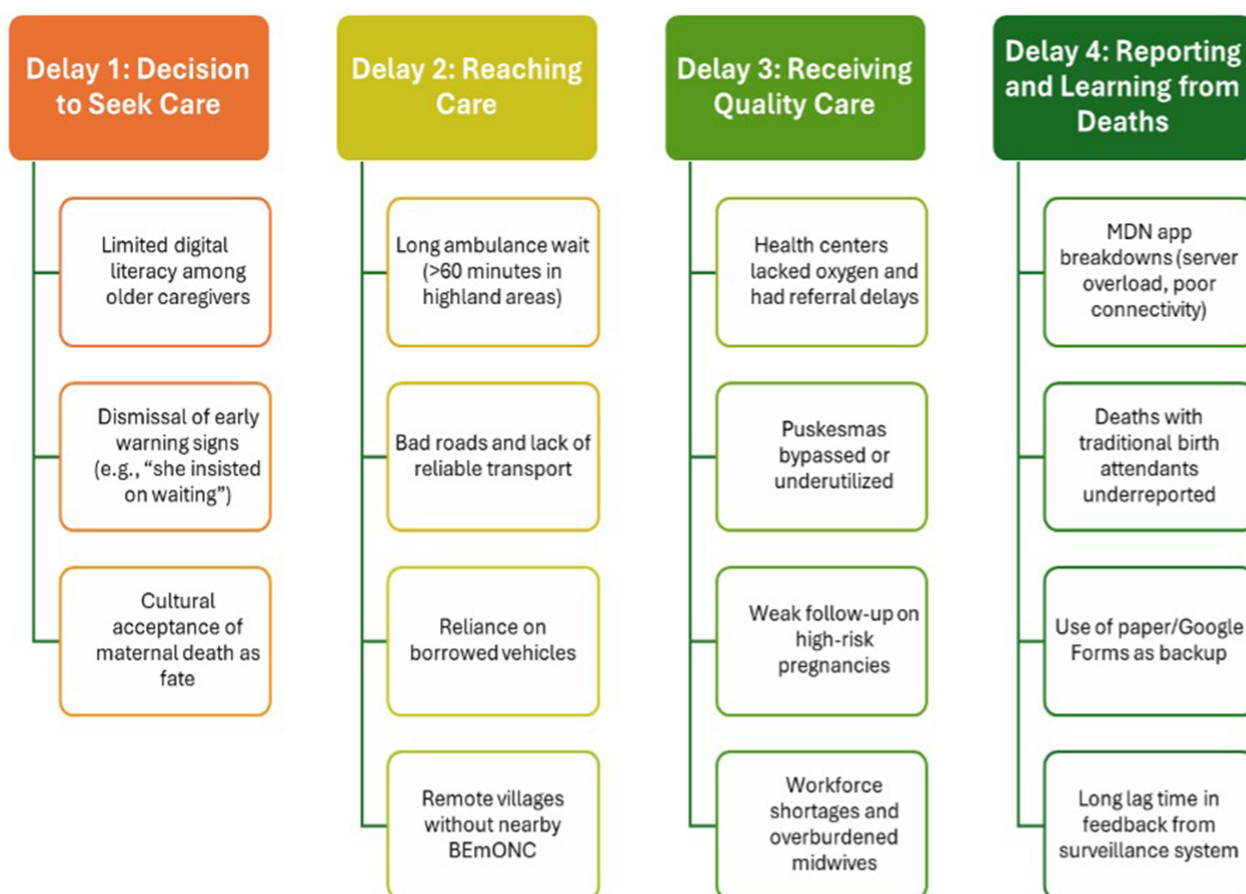 Delay 1: Decision
to Seek Care
Limited digital
literacy among
older caregivers
Dismissal of early
warning signs
(e.g., “she insisted
on waiting”)
Cultural
acceptance of
maternal death as
fate
Delay 2: Reaching
Care
Long ambulance wait
(>60 minutes in
highland areas)
Bad roads and lack of
reliable transport
Reliance on
borrowed vehicles
Remote villages
without nearby
BEmONC
Delay 3: Receiving
Quality Care
Health centers
lacked oxygen and
had referral delays
Puskesmas
bypassed or
underutilized
Weak follow-up on
high-risk
pregnancies
Workforce
shortages and
overburdened
midwives
Delay 4: Reporting
and Learning from
Deaths
MDN app
breakdowns (server
overload, poor
connectivity)
Deaths with
traditional birth
attendants
underreported
Use of paper/Google
Forms as backup
Long lag time in
feedback from
surveillance system